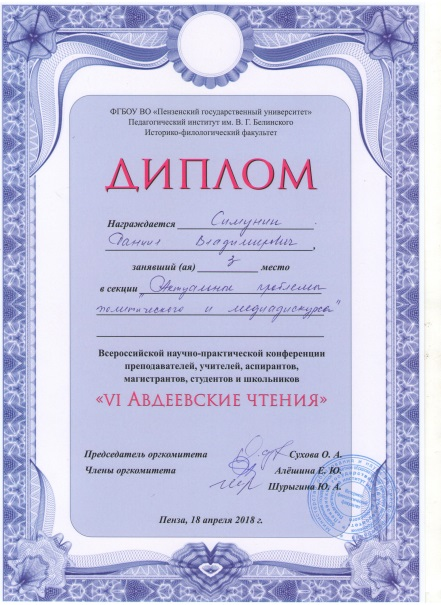 ФГБОУ ВО «Пензенский государственный университет»
Педагогический институт им. В. Г. Белинского
Историко-филологический факультет
ДИПЛОМ
Награждается Симунин
Даниил Владимирович,
занявший (ая) 3 место
в секции „Актуальные проблемы
политического и медиадискурса"
Всероссийской научно-практической конференции
преподавателей, учителей, аспирантов,
магистрантов, студентов и школьников
«VI АВДЕЕВСКИЕ ЧТЕНИЯ»
Председатель оргкомитета Сухова О. А.
Члены оргкомитета Алёшина Е. Ю.
Шурыгина Ю. А.
Пенза, 18 апреля 2018 г.